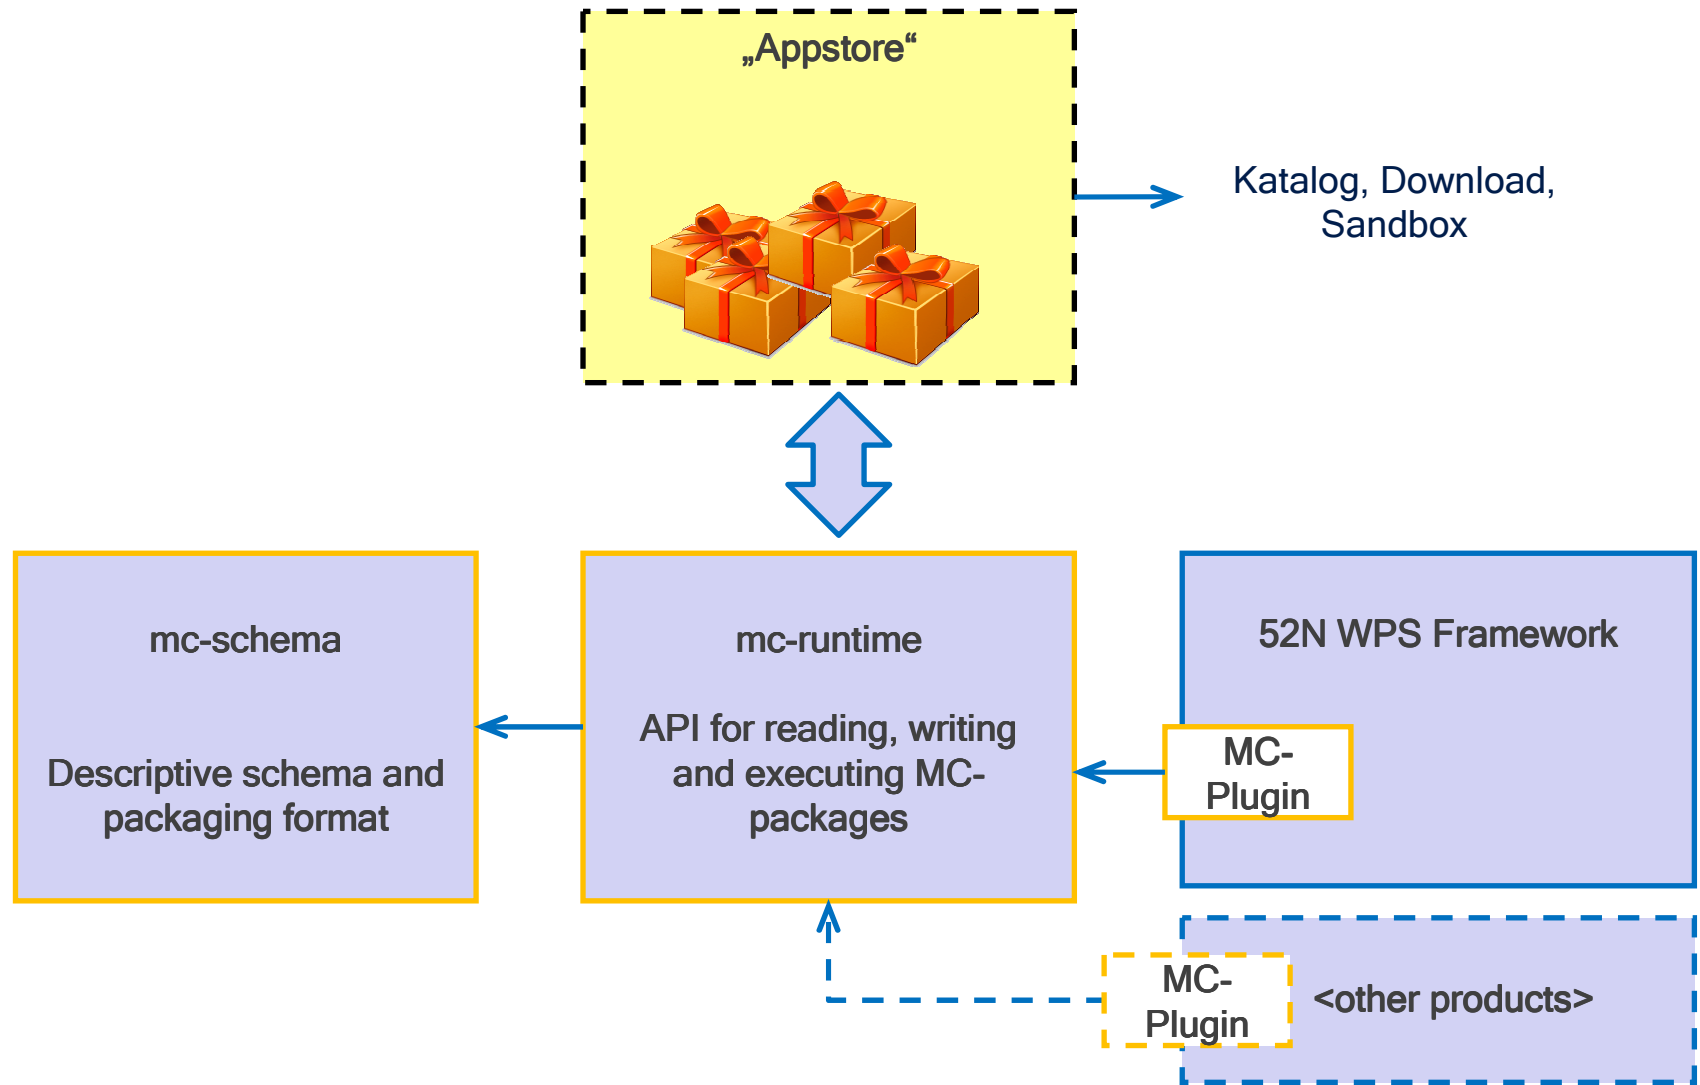 „Appstore“
Katalog, Download,
Sandbox
mc-schema
Descriptive schema and
packaging format
mc-runtime
API for reading, writing
and executing MC-
packages
52N WPS Framework
MC-
Plugin
MC-
Plugin
<other products>